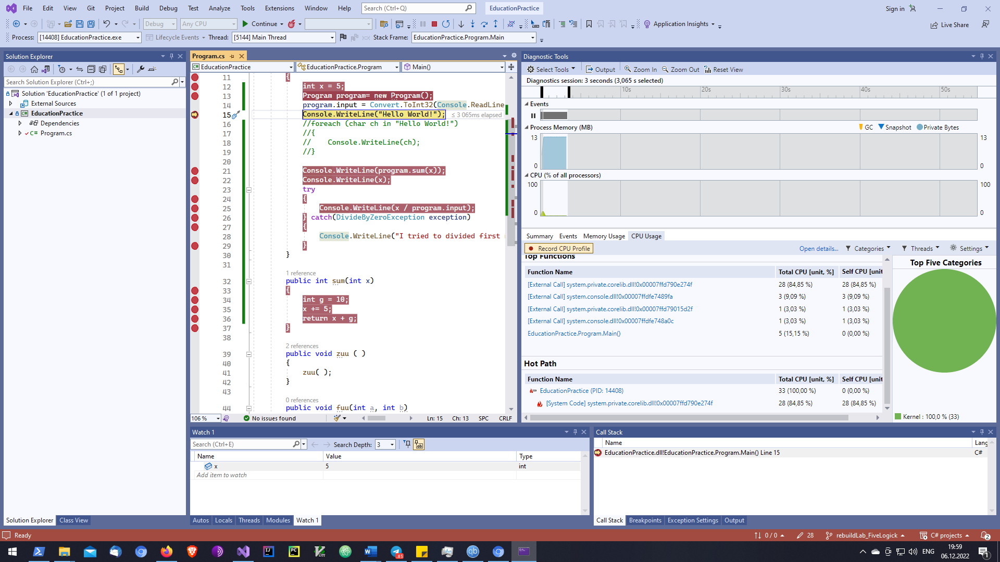 File Edit View Git Project Build Debug Test Analyze Tools Extensions Window Help Search (Ctrl+Q) EducationPractice Sign in
Debug Any CPU Continue Application Insights Live Share
Process: [14408] EducationPractice.exe Lifecycle Events Thread: [5144] Main Thread Stack Frame: EducationPractice.Program.Main
Solution Explorer
Search Solution Explorer (Ctrl+;)
Solution 'EducationPractice' (1 of 1 project)
External Sources
EducationPractice
Dependencies
C# Program.cs
Solution Explorer Class View
Program.cs
EducationPractice EducationPractice.Program Main()
11 {
12 int x = 5;
13 Program program= new Program();
14 program.input = Convert.ToInt32(Console.ReadLine
15 Console.WriteLine("Hello World!"); ≤ 3 065ms elapsed
16 //foreach (char ch in "Hello World!")
17 //{
18 // Console.WriteLine(ch);
19 //}
20
21 Console.WriteLine(program.sum(x));
22 Console.WriteLine(x);
23 try
24 {
25 Console.WriteLine(x / program.input);
26 } catch(DivideByZeroException exception)
27 {
28 Console.WriteLine("I tried to divided first
29 }
30 }
31
1 reference
32 public int sum(int x)
33 {
34 int g = 10;
35 x += 5;
36 return x + g;
37 }
38
2 references
39 public void zuu ( )
40 {
41 zuu( );
42 }
43
0 references
44 public void fuu(int a, int b)
106 % No issues found Ln: 15 Ch: 13 SPC CRLF
Diagnostic Tools
Select Tools Output Zoom In Zoom Out Reset View
Diagnostics session: 3 seconds (3,065 s selected)
10s 20s 30s 40s 50s
Events
Process Memory (MB) GC Snapshot Private Bytes
13 13
0 0
CPU (% of all processors)
100 100
0 0
Summary Events Memory Usage CPU Usage
Record CPU Profile Open details... Categories Threads Settings
Top Functions
Function Name Total CPU [unit, %] Self CPU [unit
[External Call] system.private.corelib.dll!0x00007ffd790e274f 28 (84,85 %) 28 (84,85 %)
[External Call] system.console.dll!0x00007ffdfe7489fa 3 (9,09 %) 3 (9,09 %)
[External Call] system.private.corelib.dll!0x00007ffd79015d2f 1 (3,03 %) 1 (3,03 %)
[External Call] system.console.dll!0x00007ffdfe748a0c 1 (3,03 %) 1 (3,03 %)
EducationPractice.Program.Main() 5 (15,15 %) 0 (0,00 %)
Hot Path
Function Name Total CPU [unit, %] Self CPU [unit
EducationPractice (PID: 14408) 33 (100,00 %) 0 (0,00 %)
[System Code] system.private.corelib.dll!0x00007ffd790e274f 28 (84,85 %) 28 (84,85 %)
Top Five Categories
Kernel : 100,0 % (33)
Watch 1
Search (Ctrl+E) Search Depth: 3
Name Value Type
x 5 int
Add item to watch
Autos Locals Threads Modules Watch 1
Call Stack
Name Lang
EducationPractice.dll!EducationPractice.Program.Main() Line 15 C#
Call Stack Breakpoints Exception Settings Output
Ready 0 / 0 28 rebuildLab_FiveLogick C# projects 2
ENG 19:59
06.12.2022 1